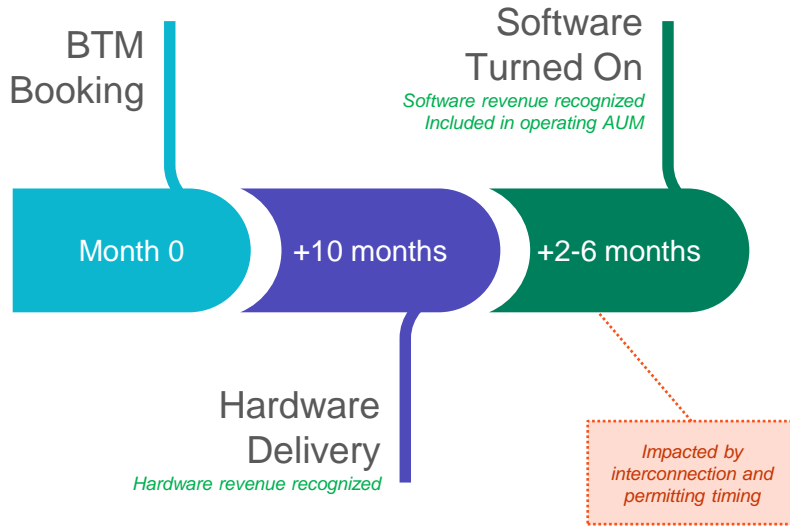 BTM
Booking
Software
Turned On
Software revenue recognized
Included in operating AUM
Month 0
+10 months
+2-6 months
Hardware
Delivery
Hardware revenue recognized
Impacted by
interconnection and
permitting timing